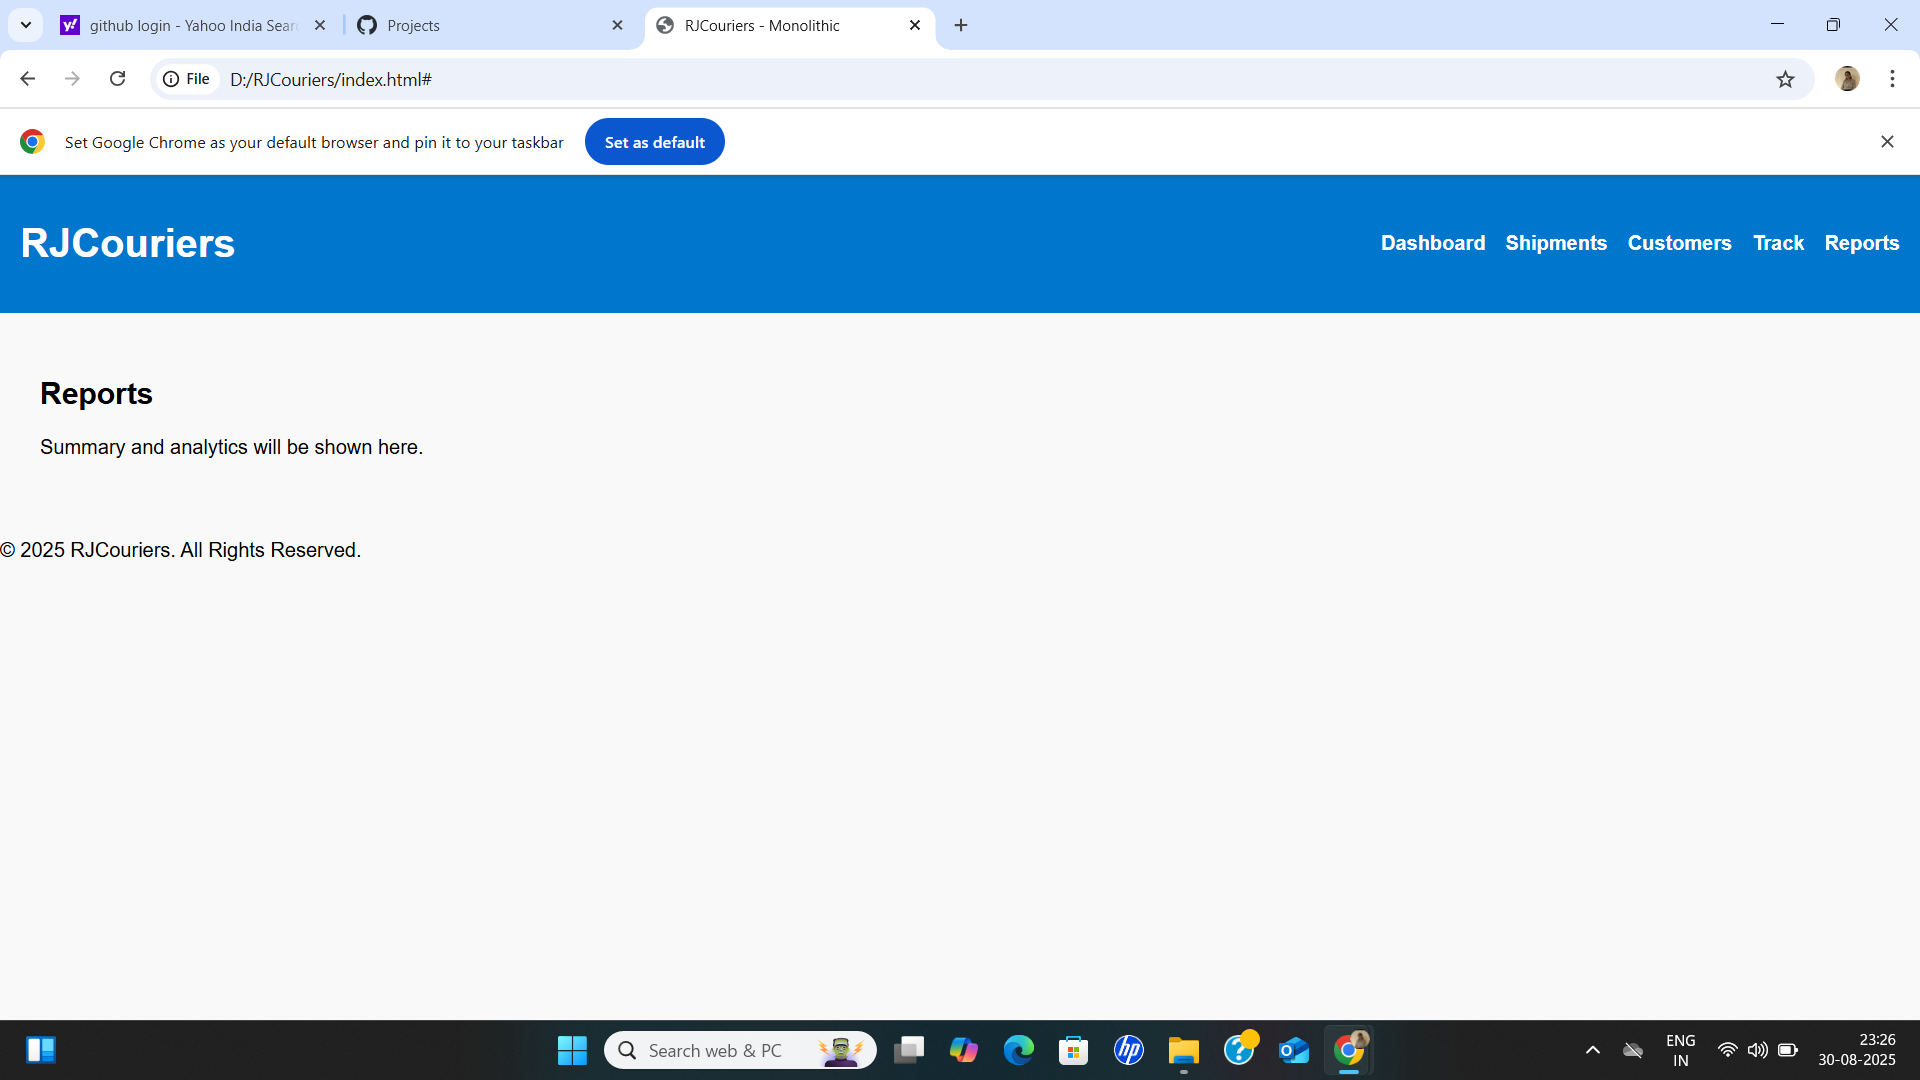 github login - Yahoo India Sear
Projects
RJCouriers - Monolithic
File
D:/RJCouriers/index.html#
Set Google Chrome as your default browser and pin it to your taskbar
Set as default
RJCouriers
Dashboard Shipments Customers Track Reports
Reports
Summary and analytics will be shown here.
© 2025 RJCouriers. All Rights Reserved.
Search web & PC
ENG
IN
23:26
30-08-2025